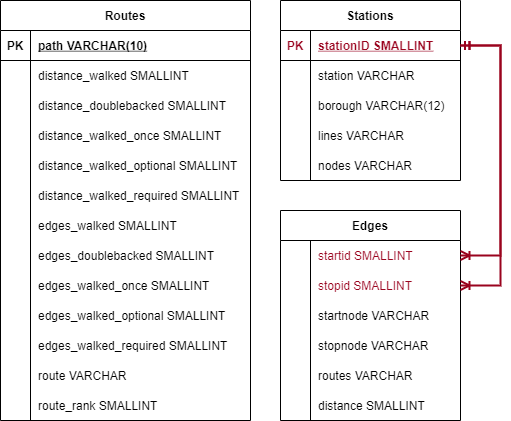 Routes
PK path VARCHAR(10)
distance_walked SMALLINT
distance_doublebacked SMALLINT
distance_walked_once SMALLINT
distance_walked_optional SMALLINT
distance_walked_required SMALLINT
edges_walked SMALLINT
edges_doublebacked SMALLINT
edges_walked_once SMALLINT
edges_walked_optional SMALLINT
edges_walked_required SMALLINT
route VARCHAR
route_rank SMALLINT
Stations
PK stationID SMALLINT
station VARCHAR
borough VARCHAR(12)
lines VARCHAR
nodes VARCHAR
Edges
startid SMALLINT
stopid SMALLINT
startnode VARCHAR
stopnode VARCHAR
routes VARCHAR
distance SMALLINT